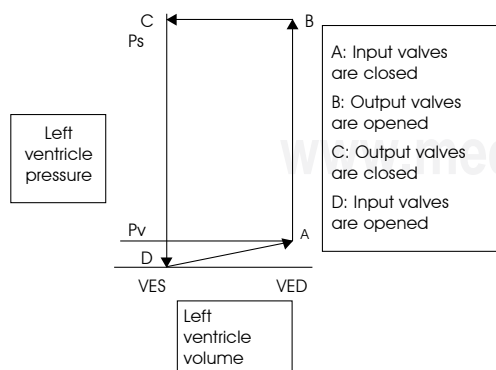 C
B
Ps
A: Input valves
are closed
B: Output valves
are opened
C: Output valves
are closed
D: Input valves
are opened
Left
ventricle
pressure
Pv
A
D
VES
VED
Left
ventricle
volume